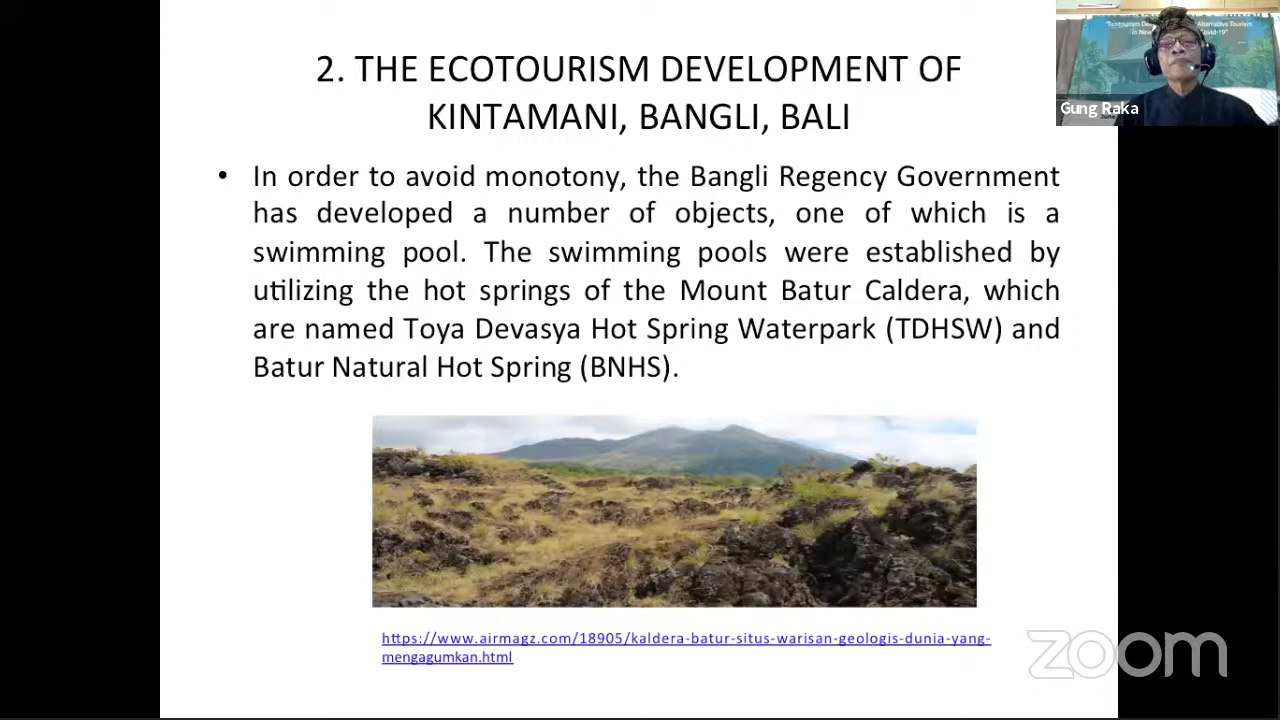 2. THE ECOTOURISM DEVELOPMENT OF
KINTAMANI, BANGLI, BALI
• In order to avoid monotony, the Bangli Regency Government
has developed a number of objects, one of which is a
swimming pool. The swimming pools were established by
utilizing the hot springs of the Mount Batur Caldera, which
are named Toya Devasya Hot Spring Waterpark (TDHSW) and
Batur Natural Hot Spring (BNHS).
https://www.airmagz.com/18905/kaldera-batur-situs-warisan-geologis-dunia-yang-
mengagumkan.html
Gung Raka
zoom